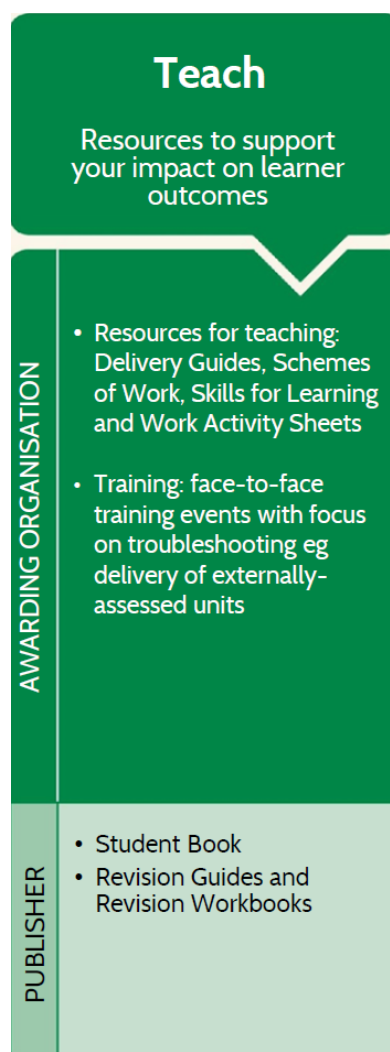 Teach
Resources to support
your impact on learner
outcomes
AWARDING ORGANISATION
• Resources for teaching:
Delivery Guides, Schemes
of Work, Skills for Learning
and Work Activity Sheets
• Training: face-to-face
training events with focus
on troubleshooting eg
delivery of externally-
assessed units
PUBLISHER
• Student Book
• Revision Guides and
Revision Workbooks